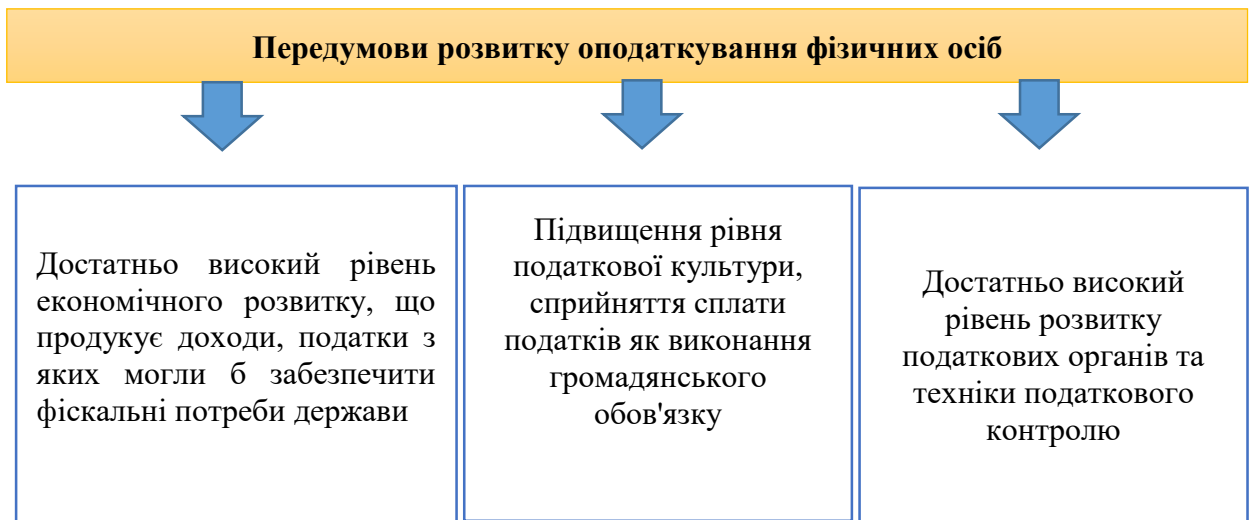 Передумови розвитку оподаткування фізичних осіб
Достатньо високий рівень
економічного розвитку, що
продукує доходи, податки з
яких могли б забезпечити
фіскальні потреби держави
Підвищення рівня
податкової культури,
сприйняття сплати
податків як виконання
громадянського
обов'язку
Достатньо високий
рівень розвитку
податкових органів та
техніки податкового
контролю